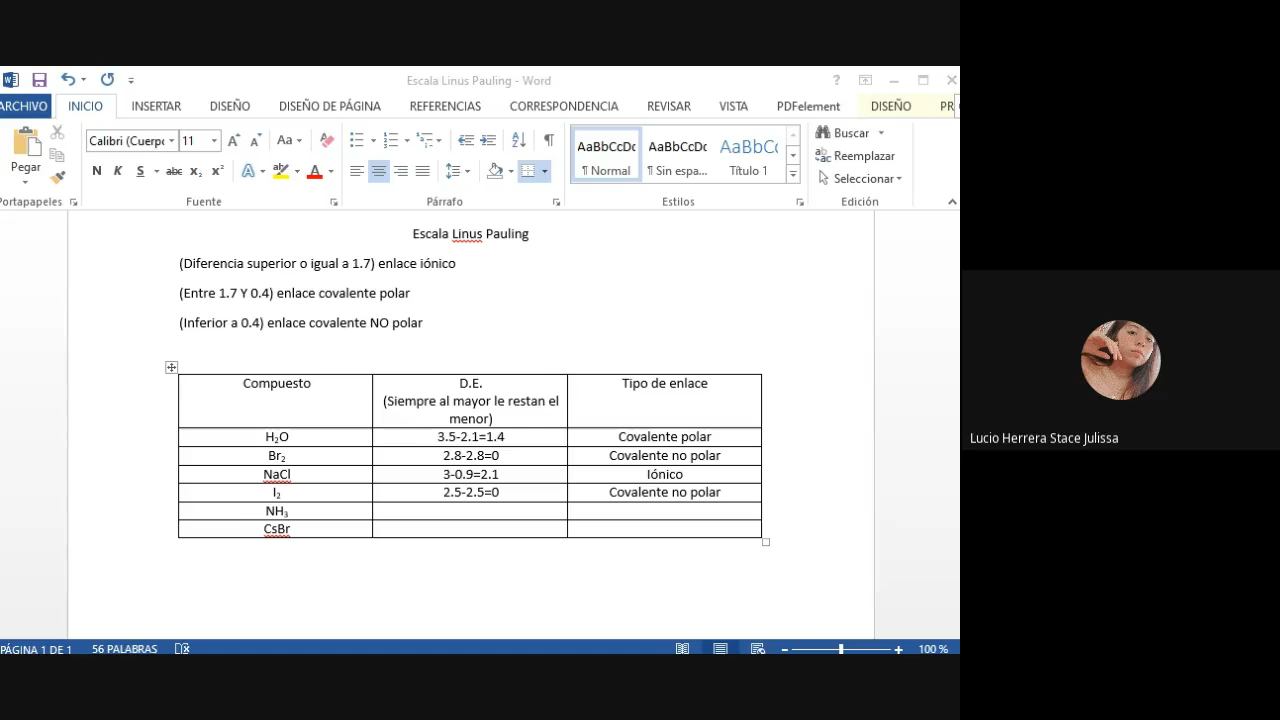 Escala Linus Pauling - Word
ARCHIVO INICIO INSERTAR DISEÑO DISEÑO DE PÁGINA REFERENCIAS CORRESPONDENCIA REVISAR VISTA PDFelement DISEÑO
Calibri (Cuerpo 11 Aa
AaBbCcDc AaBbCcDc AaBbCc
Buscar
Pegar
Reemplazar
N K S abc x₂ x² A ab A
¶ Normal ¶ Sin espa... Título 1
Seleccionar
Portapapeles Fuente Párrafo Estilos Edición
Escala Linus Pauling
(Diferencia superior o igual a 1.7) enlace iónico
(Entre 1.7 Y 0.4) enlace covalente polar
(Inferior a 0.4) enlace covalente NO polar
Compuesto D.E. Tipo de enlace
(Siempre al mayor le restan el
menor)
H₂O 3.5-2.1=1.4 Covalente polar
Br₂ 2.8-2.8=0 Covalente no polar
NaCl 3-0.9=2.1 Iónico
I₂ 2.5-2.5=0 Covalente no polar
NH₃
CsBr
Lucio Herrera Stace Julissa
PÁGINA 1 DE 1 56 PALABRAS 100 %